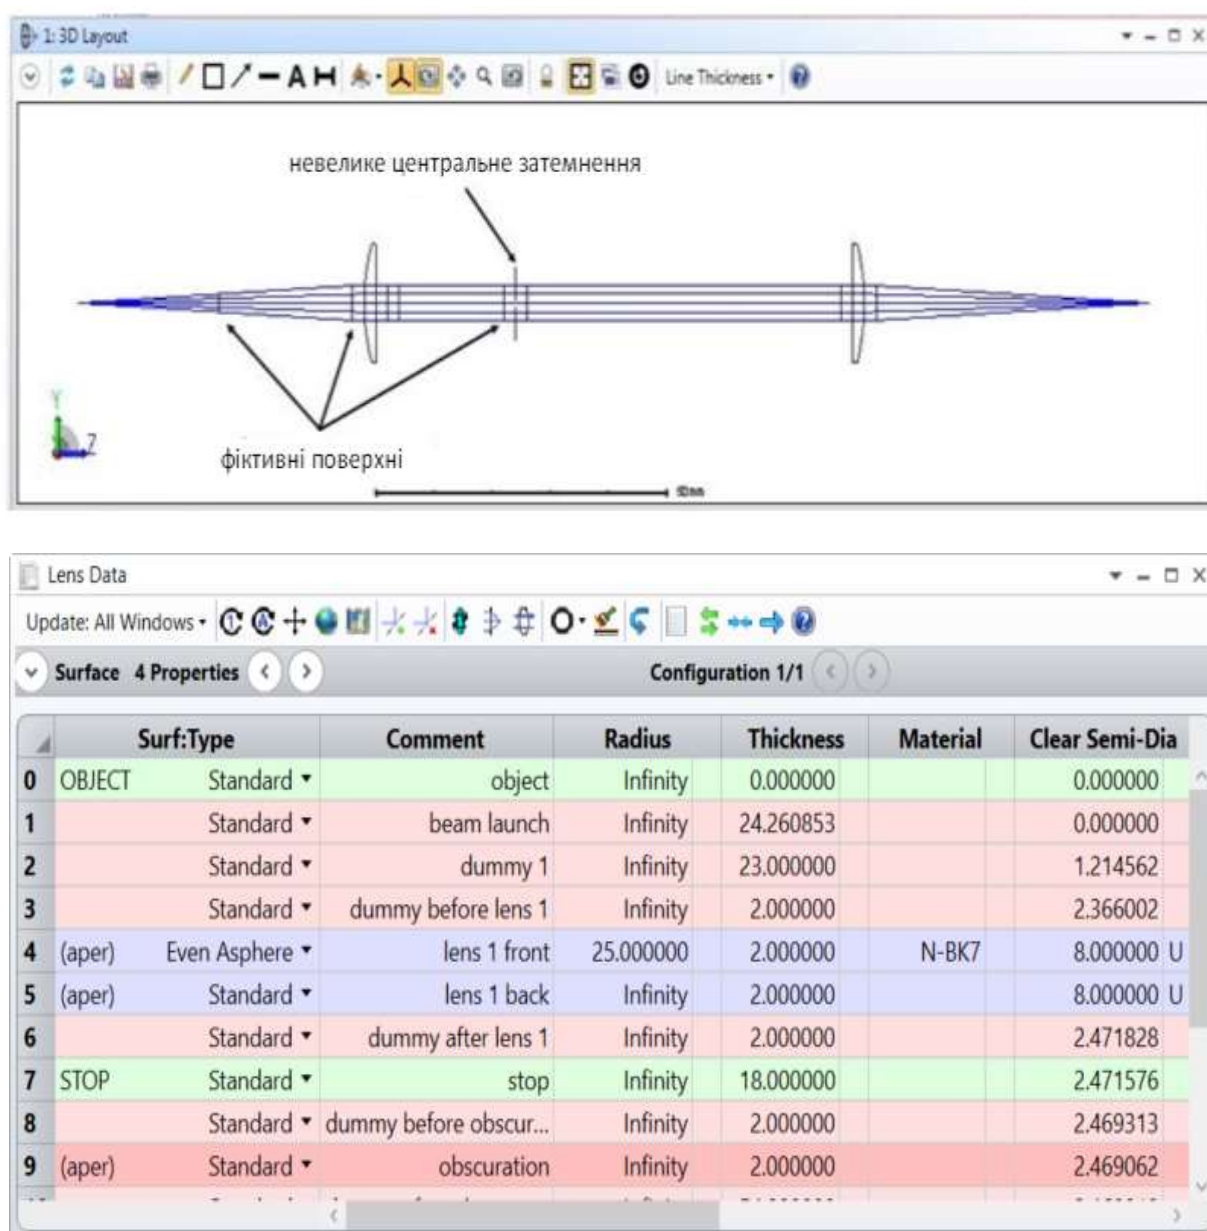 1: 3D Layout
Line Thickness
невелике центральне затемнення
Y
Z
фіктивні поверхні
Lens Data
Update: All Windows
Surface 4 Properties Configuration 1/1
Surf:Type Comment Radius Thickness Material Clear Semi-Dia
0 OBJECT Standard object Infinity 0.000000 0.000000
1 Standard beam launch Infinity 24.260853 0.000000
2 Standard dummy 1 Infinity 23.000000 1.214562
3 Standard dummy before lens 1 Infinity 2.000000 2.366002
4 (aper) Even Asphere lens 1 front 25.000000 2.000000 N-BK7 8.000000 U
5 (aper) Standard lens 1 back Infinity 2.000000 8.000000 U
6 Standard dummy after lens 1 Infinity 2.000000 2.471828
7 STOP Standard stop Infinity 18.000000 2.471576
8 Standard dummy before obscur... Infinity 2.000000 2.469313
9 (aper) Standard obscuration Infinity 2.000000 2.469062